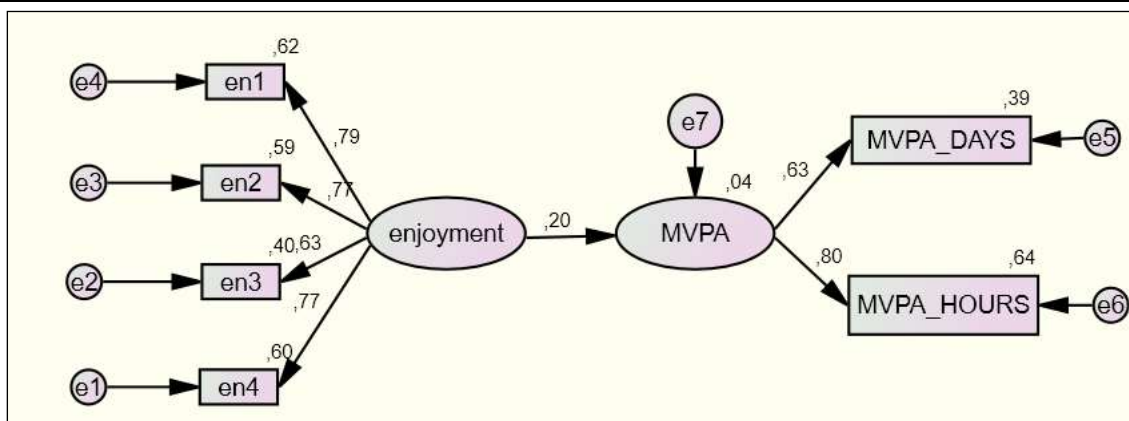 ,62
e4 en1
,79
,59
e3 en2
,77
,40 ,63
e2 en3
,77
,60
e1 en4
enjoyment
,20
e7
,04
MVPA
,63
,39
MVPA_DAYS e5
,80
,64
MVPA_HOURS e6